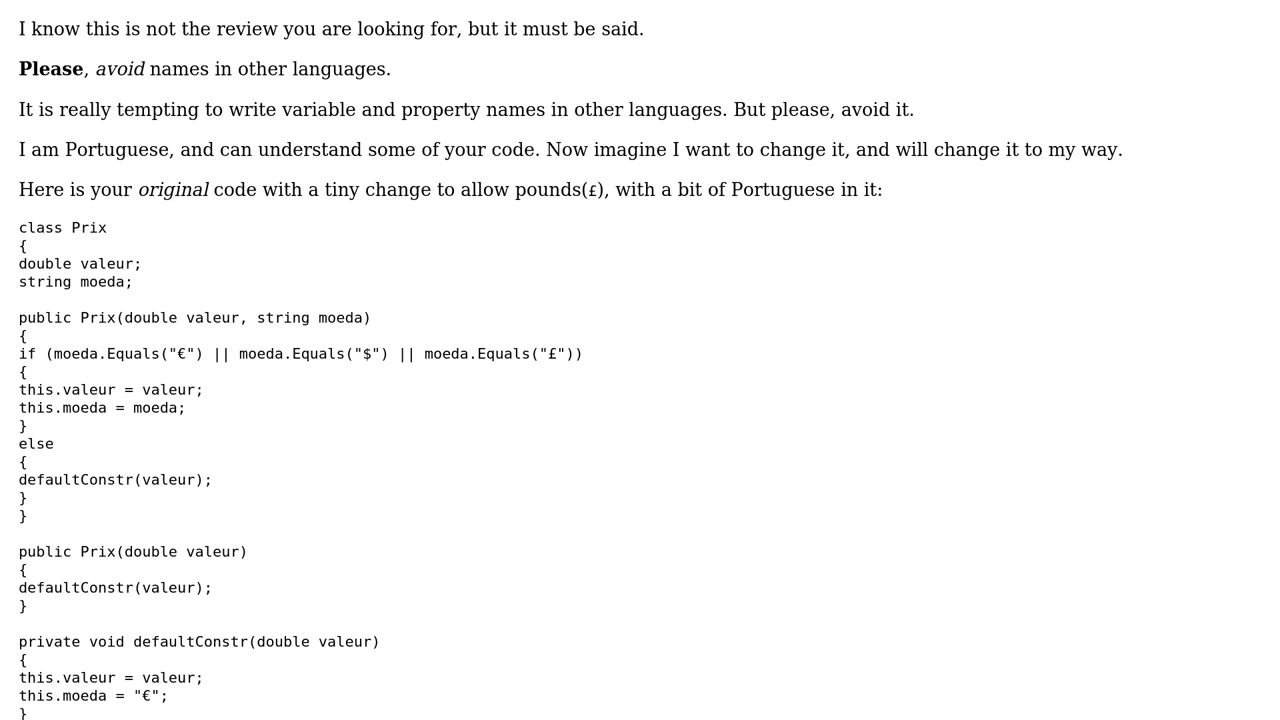 I know this is not the review you are looking for, but it must be said.
Please, avoid names in other languages.
It is really tempting to write variable and property names in other languages. But please, avoid it.
I am Portuguese, and can understand some of your code. Now imagine I want to change it, and will change it to my way.
Here is your original code with a tiny change to allow pounds(£), with a bit of Portuguese in it:
class Prix
{
double valeur;
string moeda;
public Prix(double valeur, string moeda)
{
if (moeda.Equals("€") || moeda.Equals("$") || moeda.Equals("£"))
{
this.valeur = valeur;
this.moeda = moeda;
}
else
{
defaultConstr(valeur);
}
}
public Prix(double valeur)
{
defaultConstr(valeur);
}
private void defaultConstr(double valeur)
{
this.valeur = valeur;
this.moeda = "€";
}